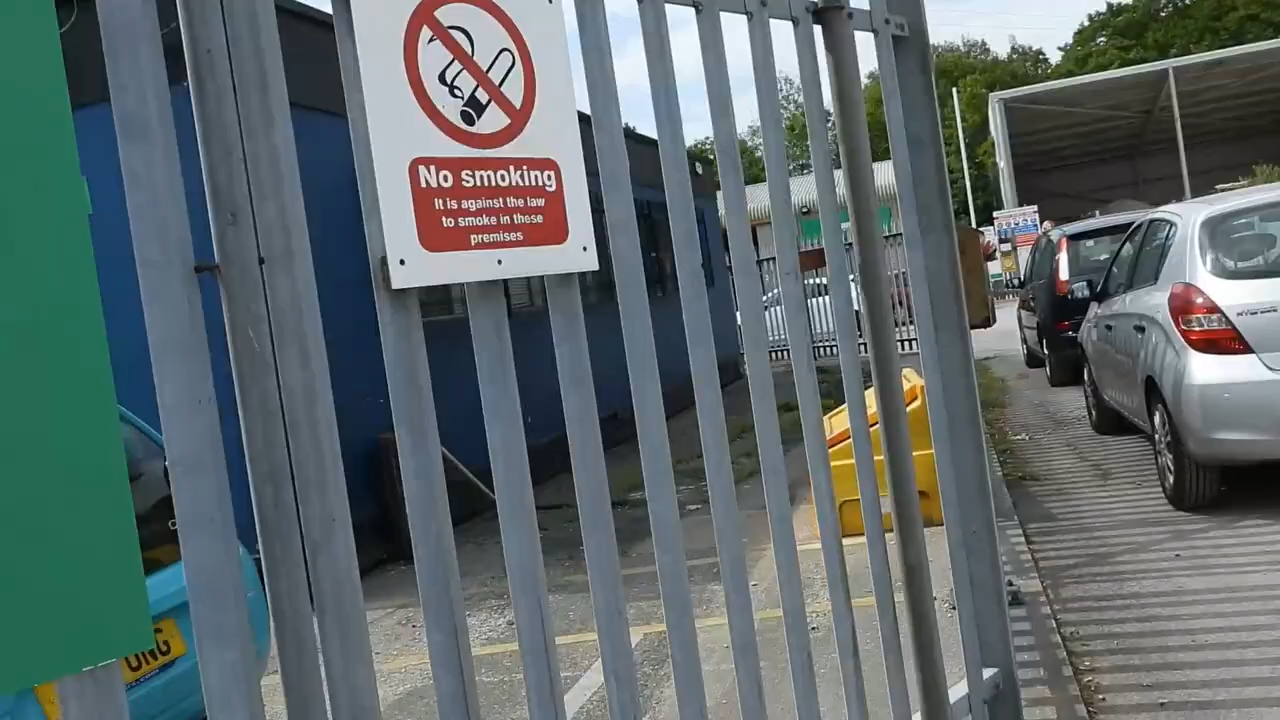 No smoking
It is against the law
to smoke in these
premises
UNG